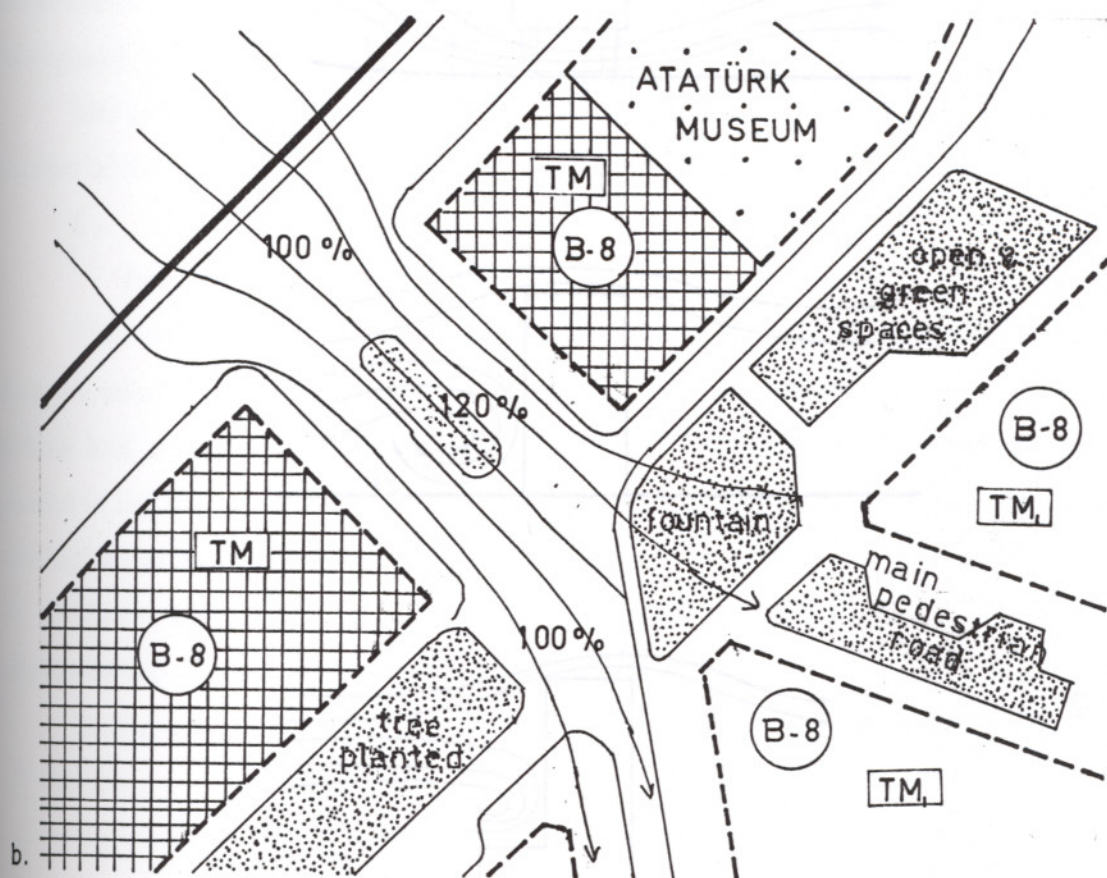 ATATÜRK
MUSEUM
TM
B-8
100 %
open &
green
spaces
120 %
B-8
TM₁
fountain
main
pedestrian
road
TM
B-8
100 %
tree
planted
B-8
TM₁
b.